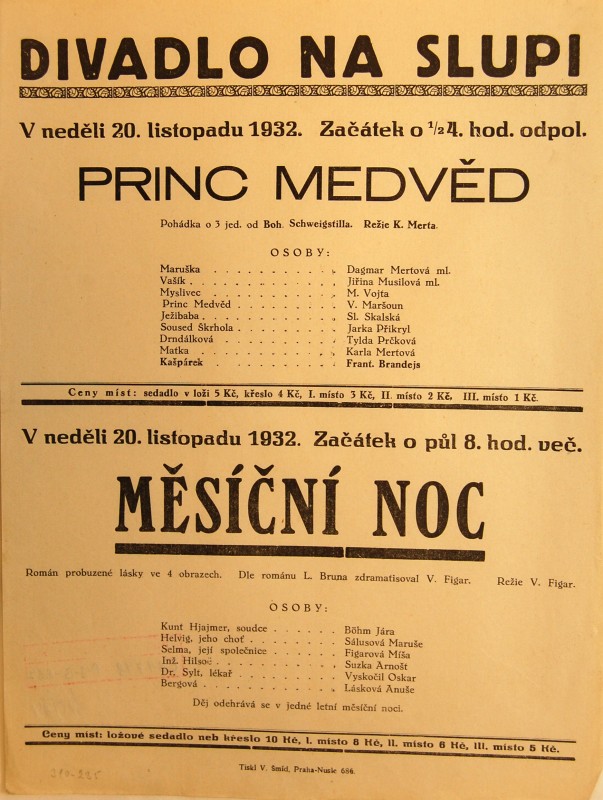 DIVADLO NA SLUPI
V neděli 20. listopadu 1932. Začátek o ½4. hod. odpol.
PRINC MEDVĚD
Pohádka o 3 jed. od Boh. Schweigstilla. Režje K. Merta.
OSOBY:
Maruška . . . . . . . . . . . , Dagmar Mertová ml.
Vašík . . . . . . . . . . . . , Jiřina Musilová ml.
Myslivec . . . . . . . . . . . , M. Vojta
Princ Medvěd . . . . . . . . . , V. Maršoun
Ježibaba . . . . . . . . . . . , Sl. Skalská
Soused Škrhola . . . . . . . . , Jarka Přikryl
Drndálková . . . . . . . . . . , Tylda Prčková
Matka . . . . . . . . . . . , Karla Mertová
Kašpárek . . . . . . . . . . . , Frant. Brandejs
Ceny míst: sedadlo v loži 5 Kč, křeslo 4 Kč, I. místo 3 Kč, II. místo 2 Kč. III. místo 1 Kč.
V neděli 20. listopadu 1932. Začátek o půl 8. hod. več.
MĚSÍČNÍ NOC
Román probuzené lásky ve 4 obrazech. Dle románu L. Bruna zdramatisoval V. Figar. Režie V. Figar.
OSOBY:
Kunt Hjajmer, soudce . . . . . . Böhm Jára
Helvig, jeho choť . . . . . . . . Sálusová Maruše
Selma, její společnice . . . . . . Figarová Míša
Inž. Hilsoe . . . . . . . . . . . Suzka Arnošt
Dr. Sylt, lékař . . . . . . . . . Vyskočil Oskar
Bergová . . . . . . . . . . . . Lásková Anuše
Děj odehrává se v jedné letní měsíční noci.
Ceny míst: ložové sedadlo neb křeslo 10 Kč, I. místo 8 Kč, II. místo 6 Kč, III. místo 5 Kč.
Tiskl V. Šmíd, Praha-Nusle 686.